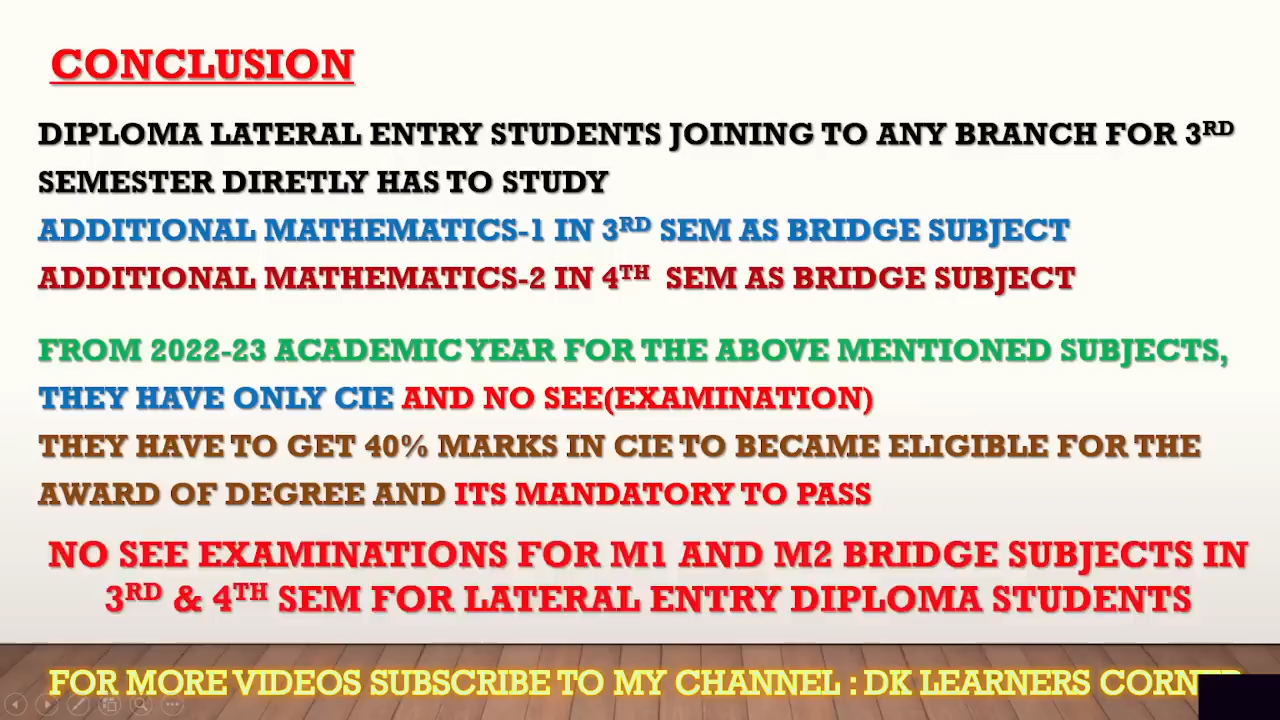 CONCLUSION
DIPLOMA LATERAL ENTRY STUDENTS JOINING TO ANY BRANCH FOR 3RD
SEMESTER DIRETLY HAS TO STUDY
ADDITIONAL MATHEMATICS-1 IN 3RD SEM AS BRIDGE SUBJECT
ADDITIONAL MATHEMATICS-2 IN 4TH SEM AS BRIDGE SUBJECT
FROM 2022-23 ACADEMIC YEAR FOR THE ABOVE MENTIONED SUBJECTS,
THEY HAVE ONLY CIE AND NO SEE(EXAMINATION)
THEY HAVE TO GET 40% MARKS IN CIE TO BECAME ELIGIBLE FOR THE
AWARD OF DEGREE AND ITS MANDATORY TO PASS
NO SEE EXAMINATIONS FOR M1 AND M2 BRIDGE SUBJECTS IN
3RD & 4TH SEM FOR LATERAL ENTRY DIPLOMA STUDENTS
FOR MORE VIDEOS SUBSCRIBE TO MY CHANNEL : DK LEARNERS CORNER